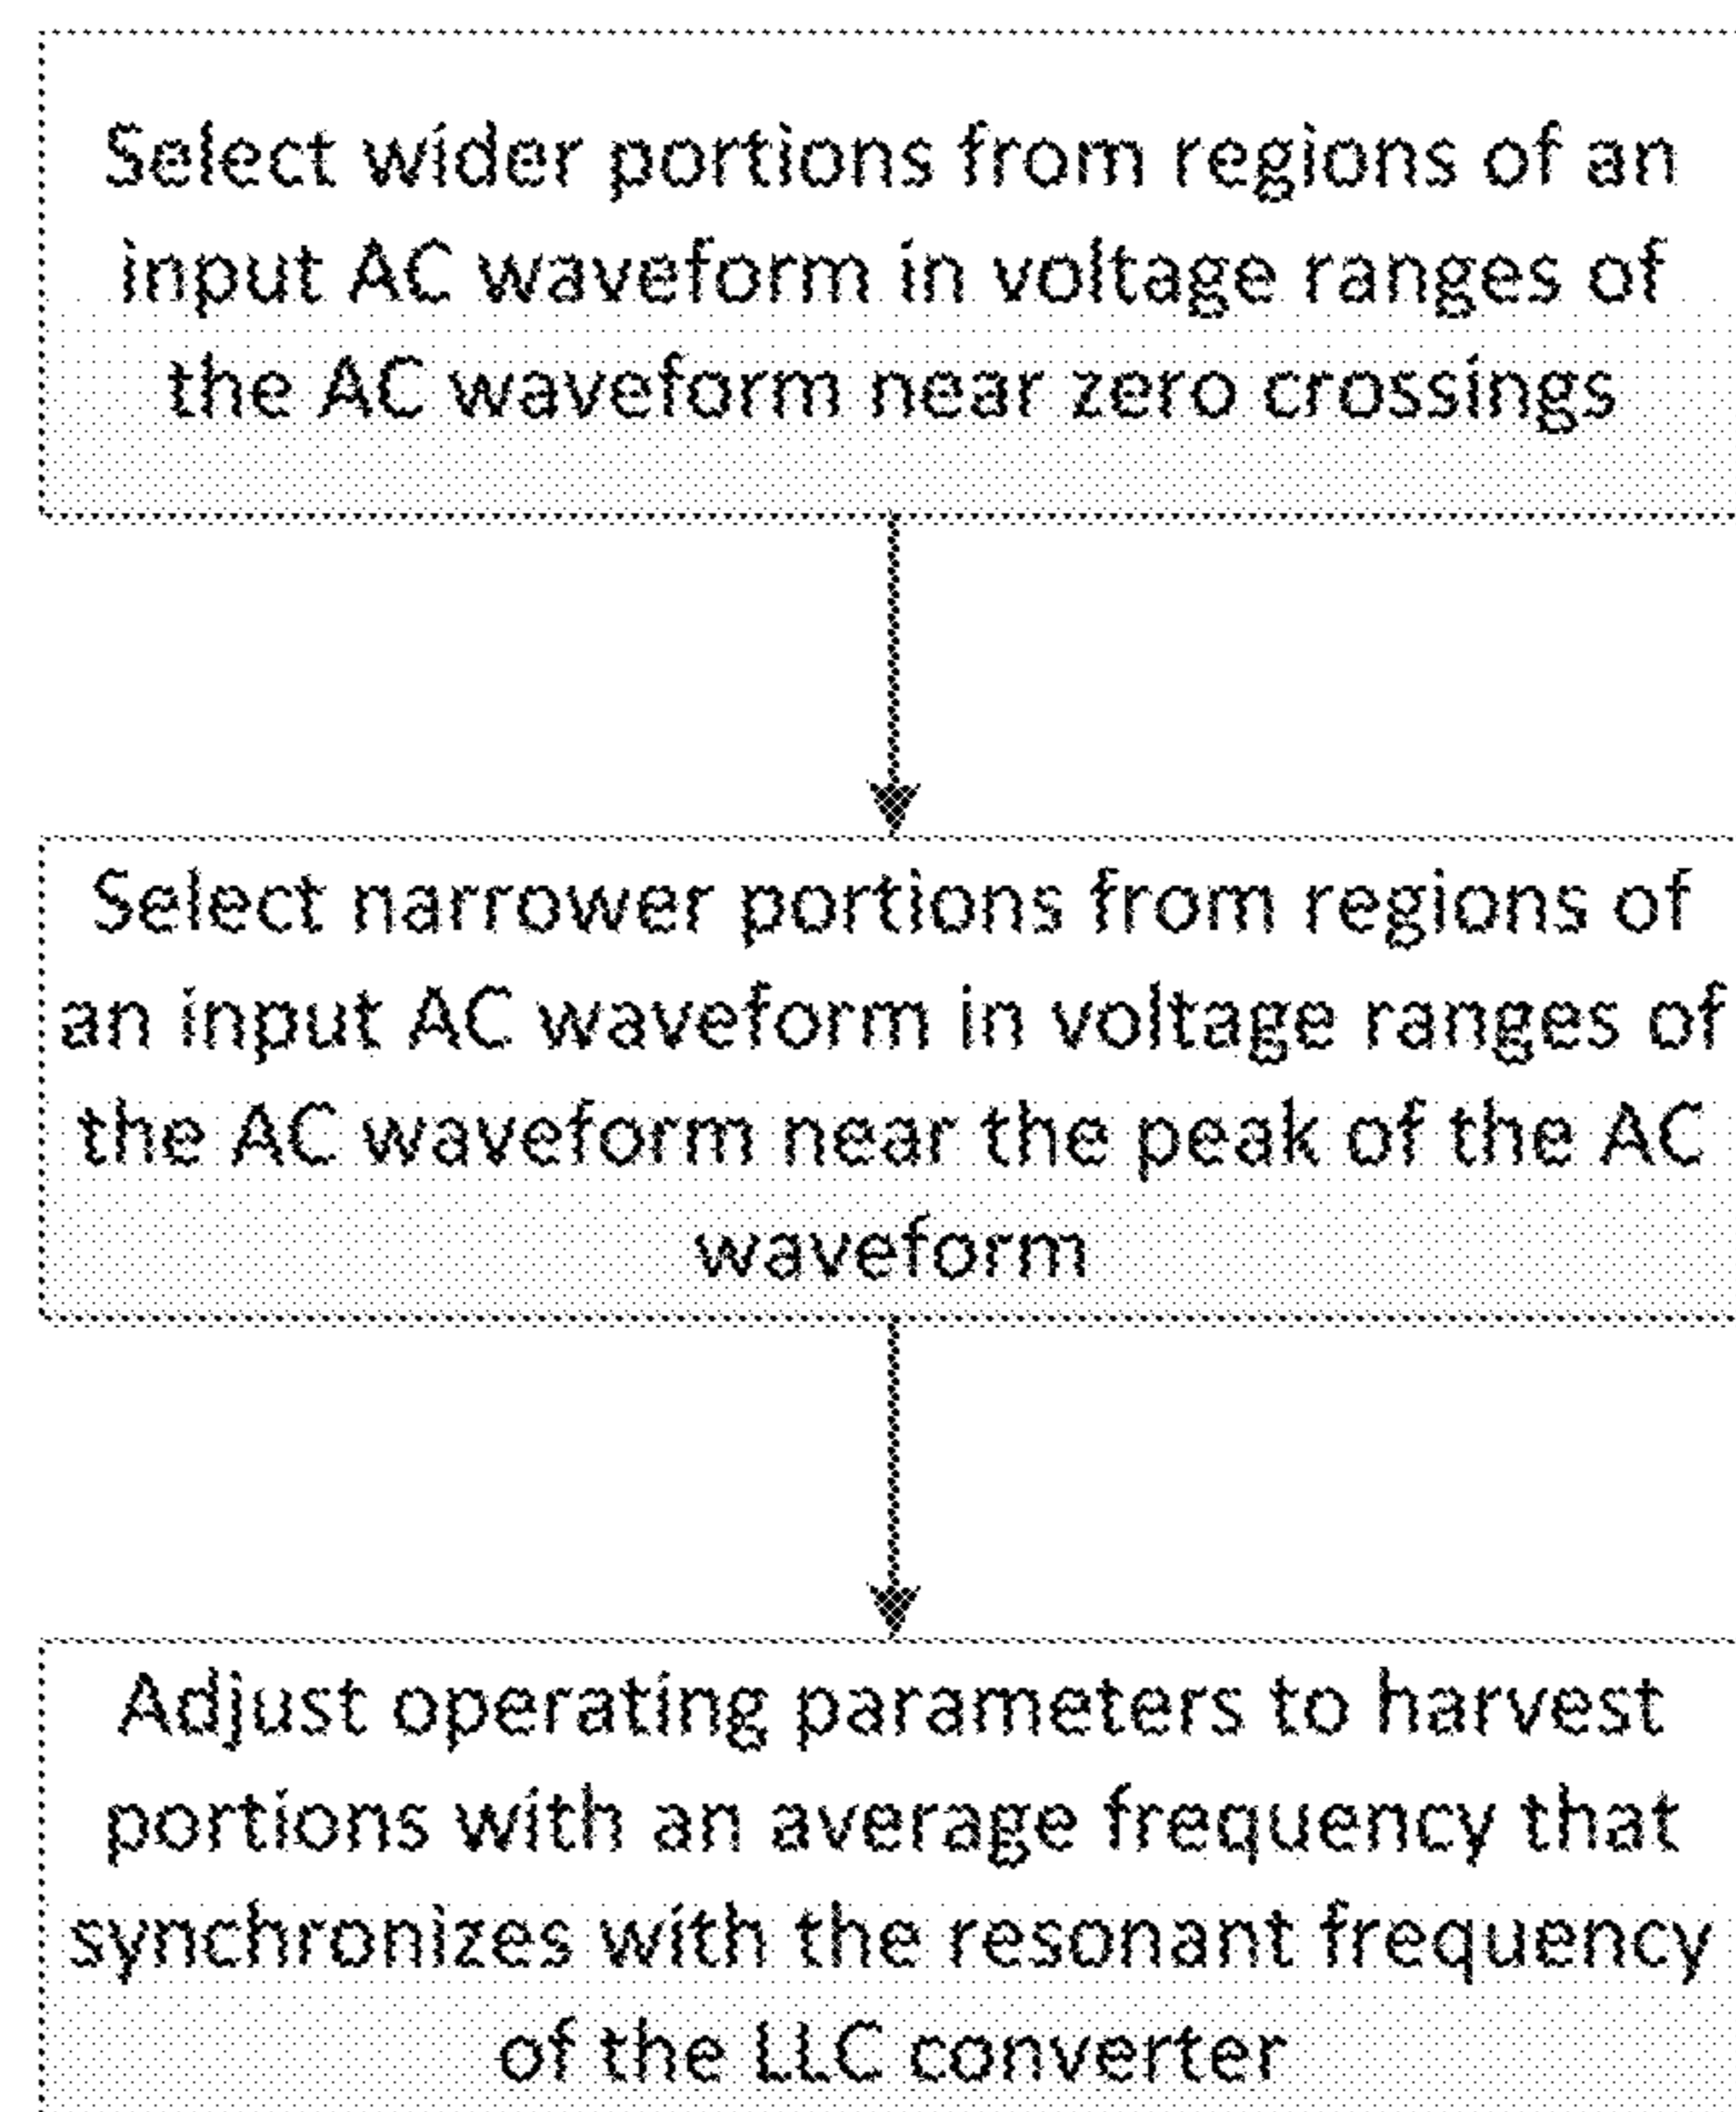 Select wider portions from regions of an
input AC waveform in voltage ranges of
the AC waveform near zero crossings
Select narrower portions from regions of
an input AC waveform in voltage ranges of
the AC waveform near the peak of the AC
waveform
Adjust operating parameters to harvest
portions with an average frequency that
synchronizes with the resonant frequency
of the LLC converter